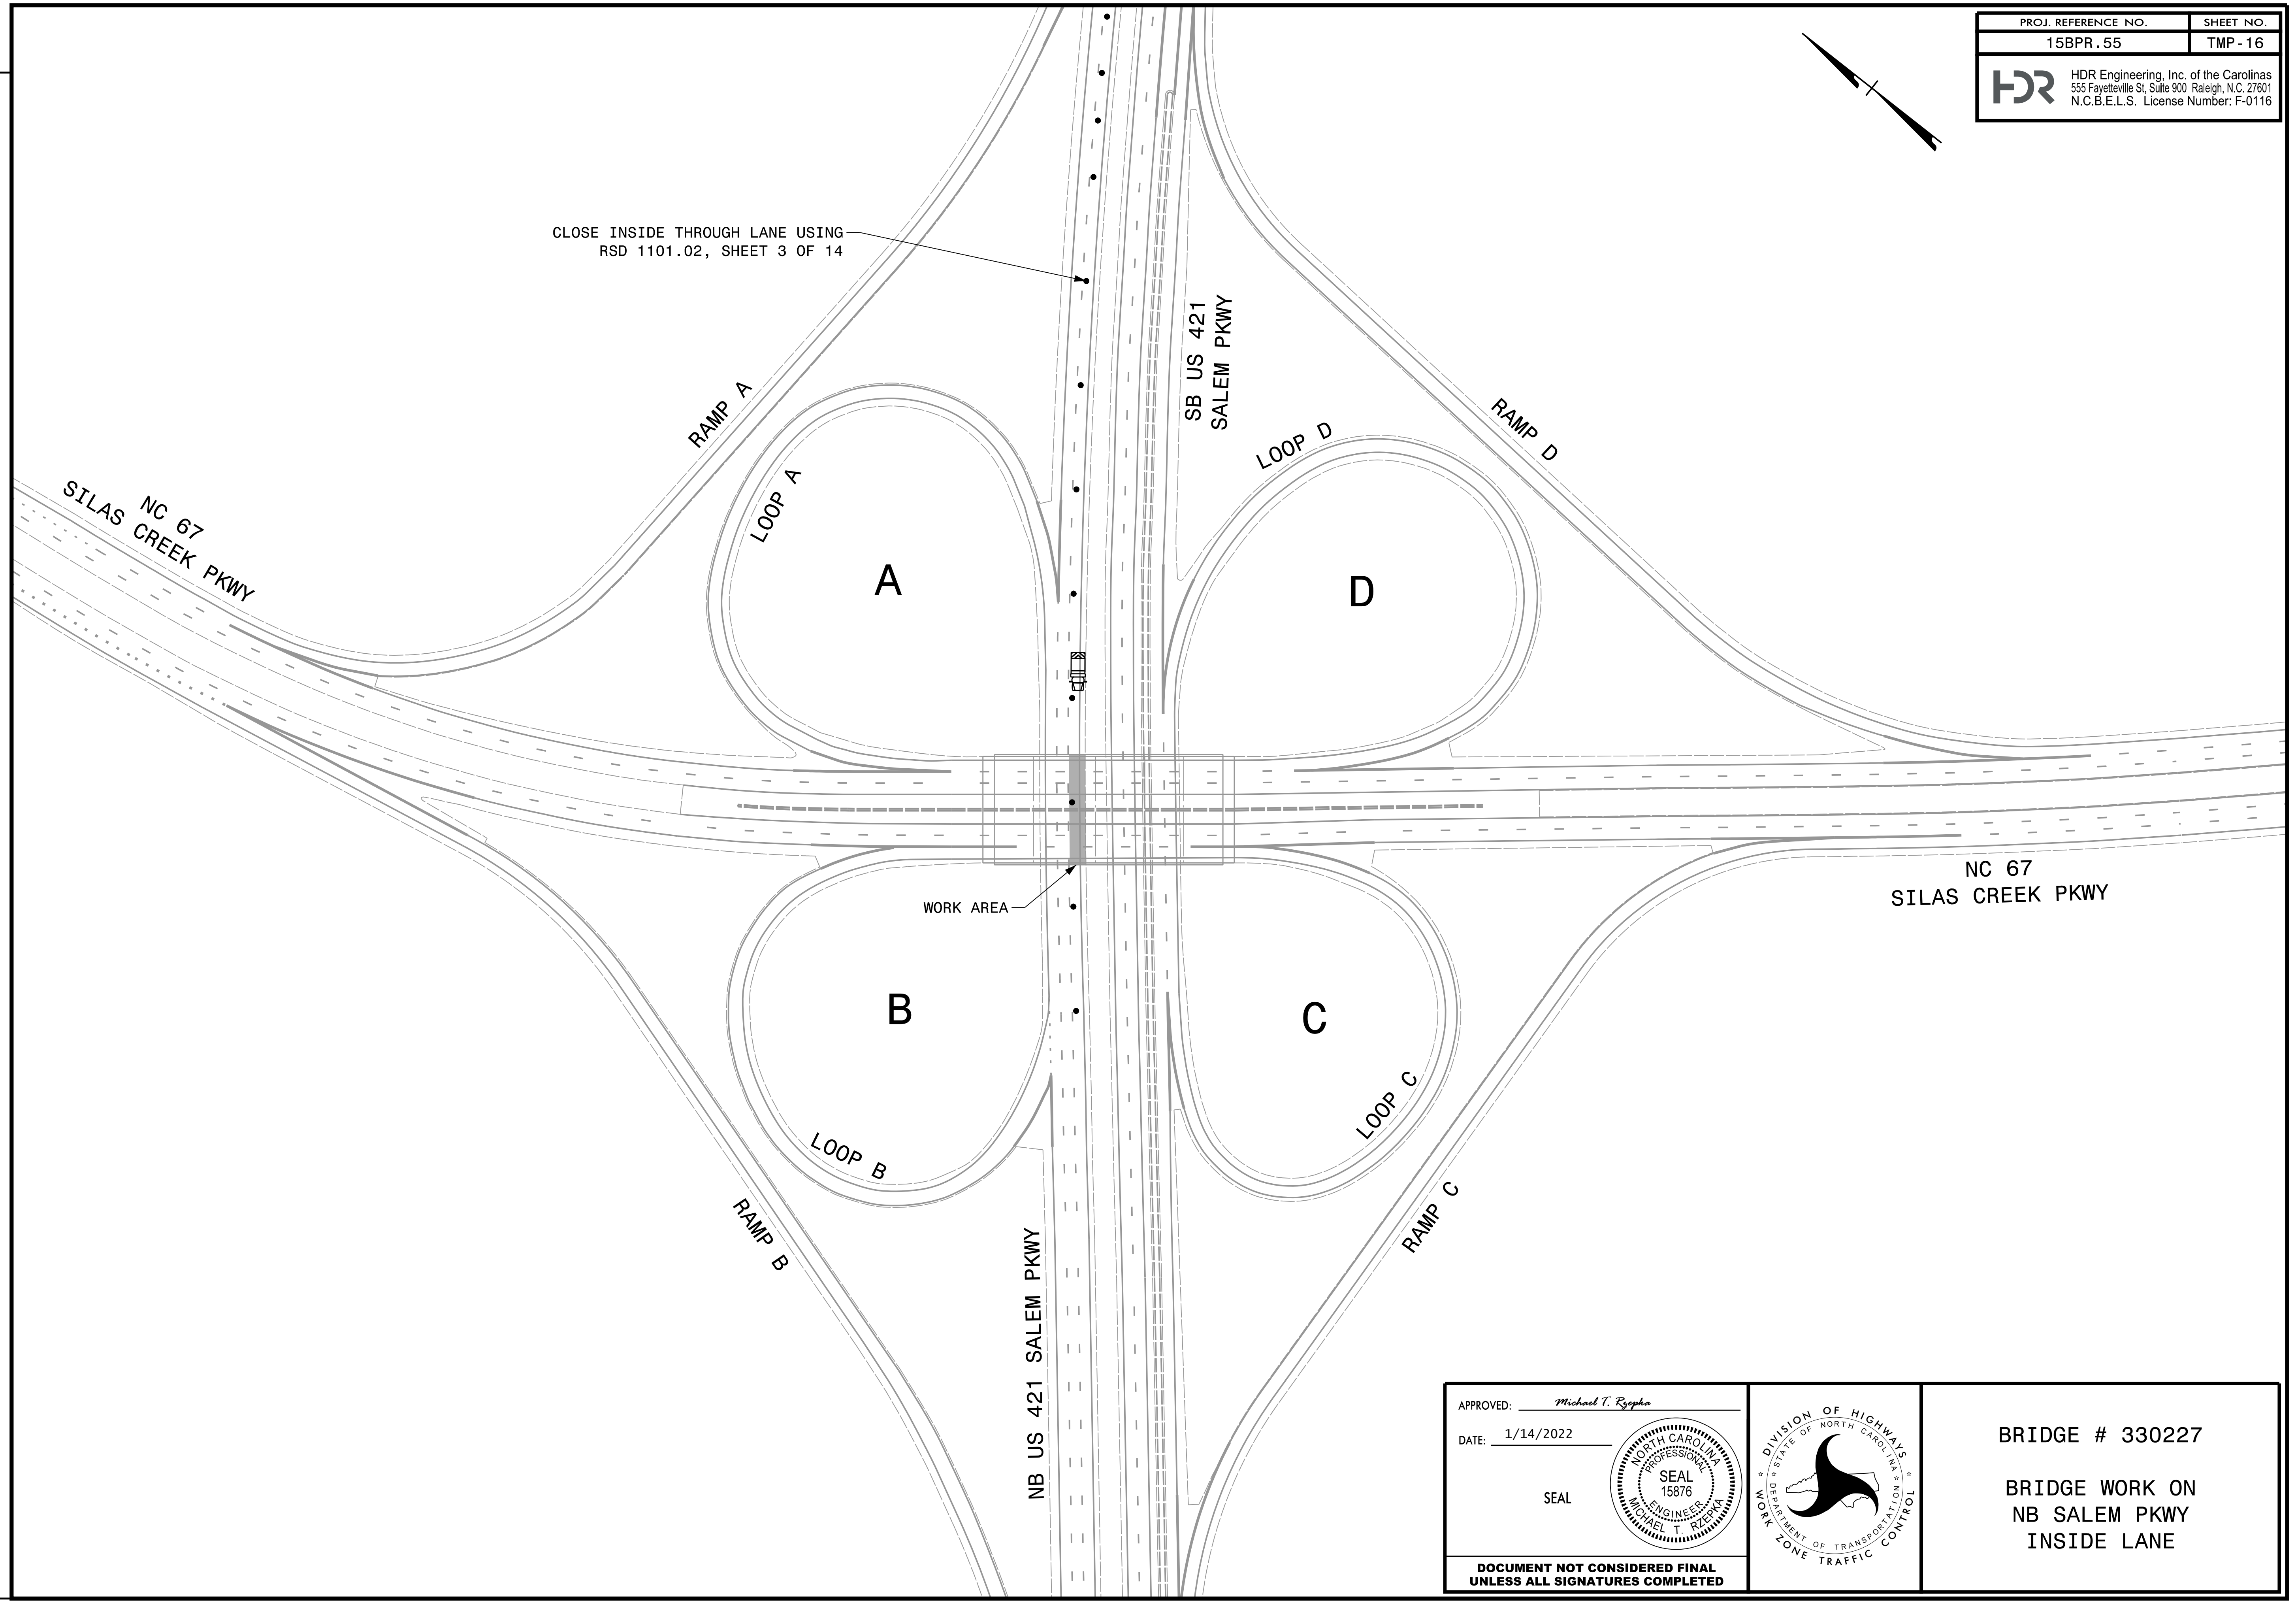 PROJ. REFERENCE NO.
SHEET NO.
15BPR.55
TMP-16
HDR
HDR Engineering, Inc. of the Carolinas
555 Fayetteville St, Suite 900 Raleigh, N.C. 27601
N.C.B.E.L.S. License Number: F-0116
CLOSE INSIDE THROUGH LANE USING
RSD 1101.02, SHEET 3 OF 14
SB US 421
SALEM PKWY
RAMP A
RAMP D
LOOP A
LOOP D
NC 67
SILAS CREEK PKWY
A
D
WORK AREA
NC 67
SILAS CREEK PKWY
B
C
LOOP B
LOOP C
RAMP B
RAMP C
NB US 421 SALEM PKWY
APPROVED: Michael T. Rzepka
DATE: 1/14/2022
SEAL
NORTH CAROLINA
PROFESSIONAL
SEAL
15876
ENGINEER
MICHAEL T. RZEPKA
DOCUMENT NOT CONSIDERED FINAL
UNLESS ALL SIGNATURES COMPLETED
DIVISION OF HIGHWAYS
STATE OF NORTH CAROLINA
DEPARTMENT OF TRANSPORTATION
WORK ZONE TRAFFIC CONTROL
BRIDGE # 330227
BRIDGE WORK ON
NB SALEM PKWY
INSIDE LANE